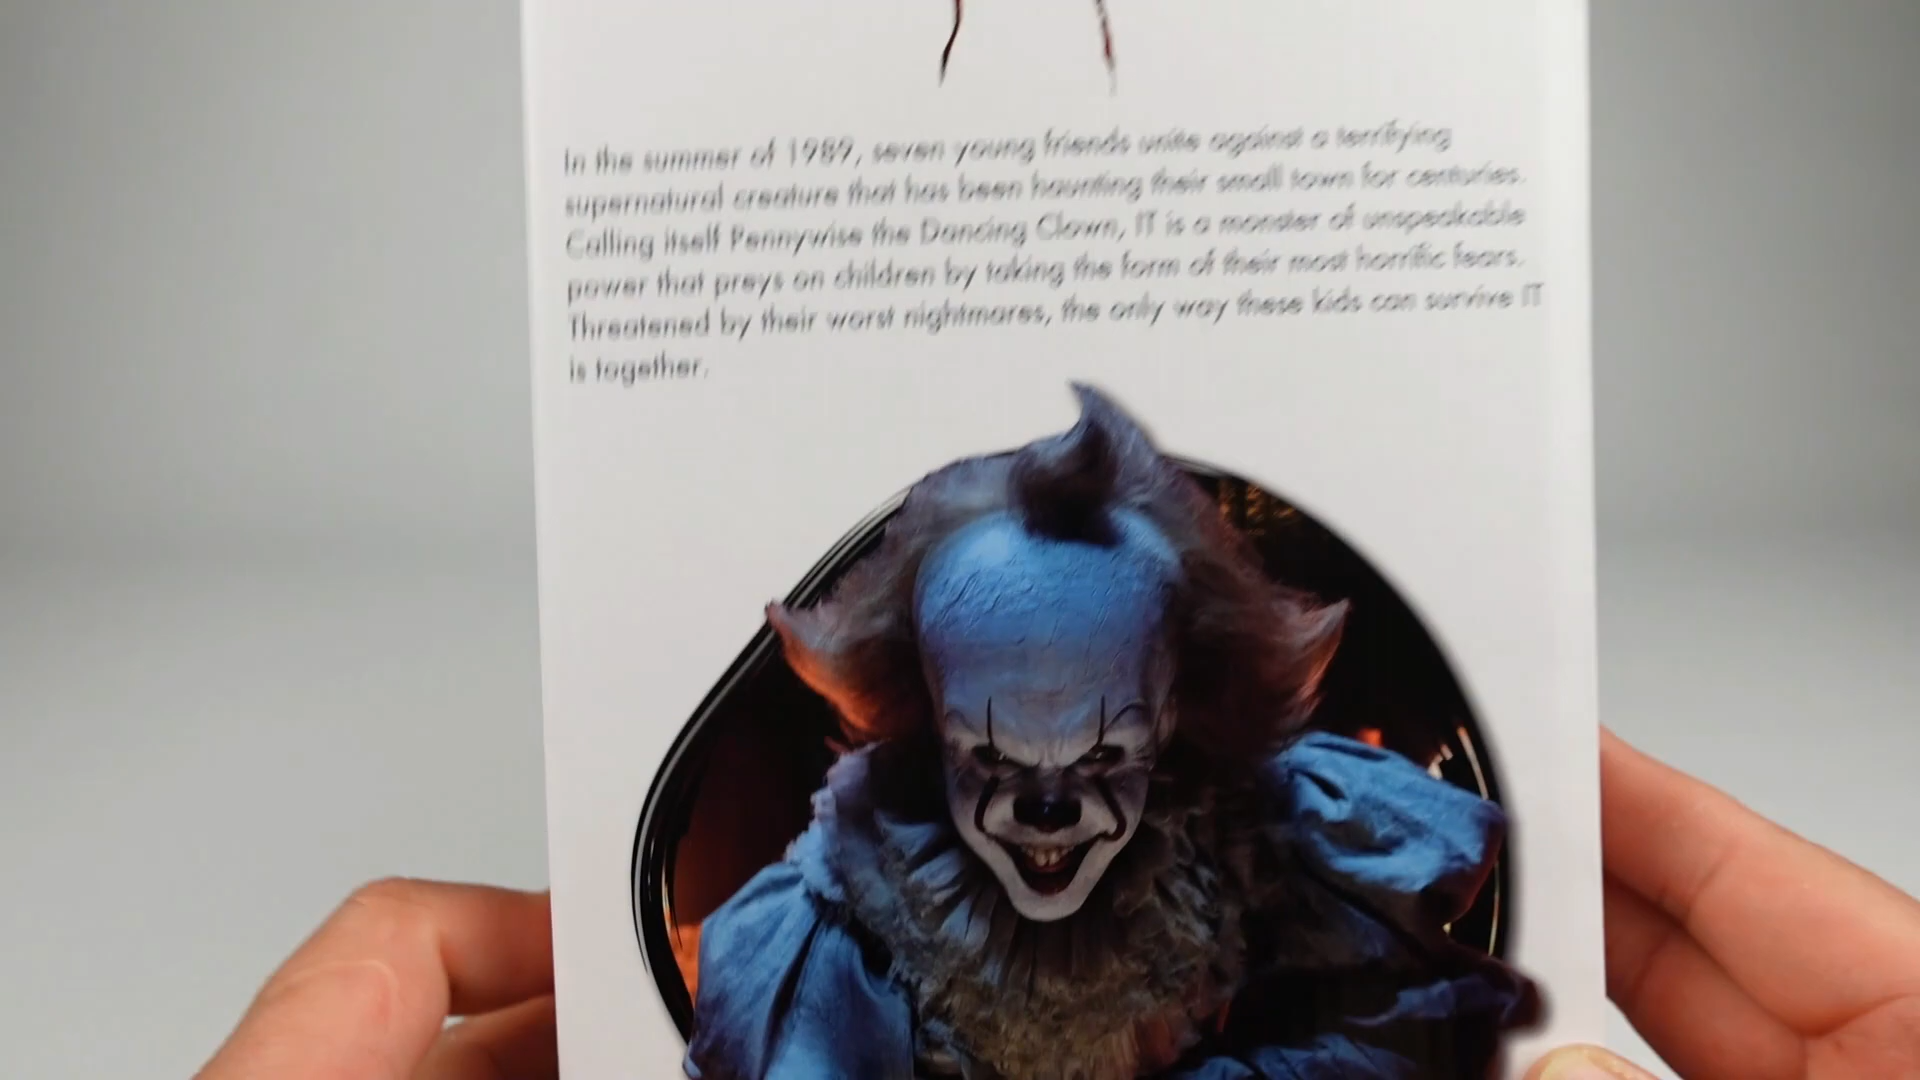 In the summer of 1989, seven young friends unite against a terrifying
supernatural creature that has been haunting their small town for centuries.
Calling itself Pennywise the Dancing Clown, IT is a monster of unspeakable
power that preys on children by taking the form of their most horrific fears.
Threatened by their worst nightmares, the only way these kids can survive IT
is together.